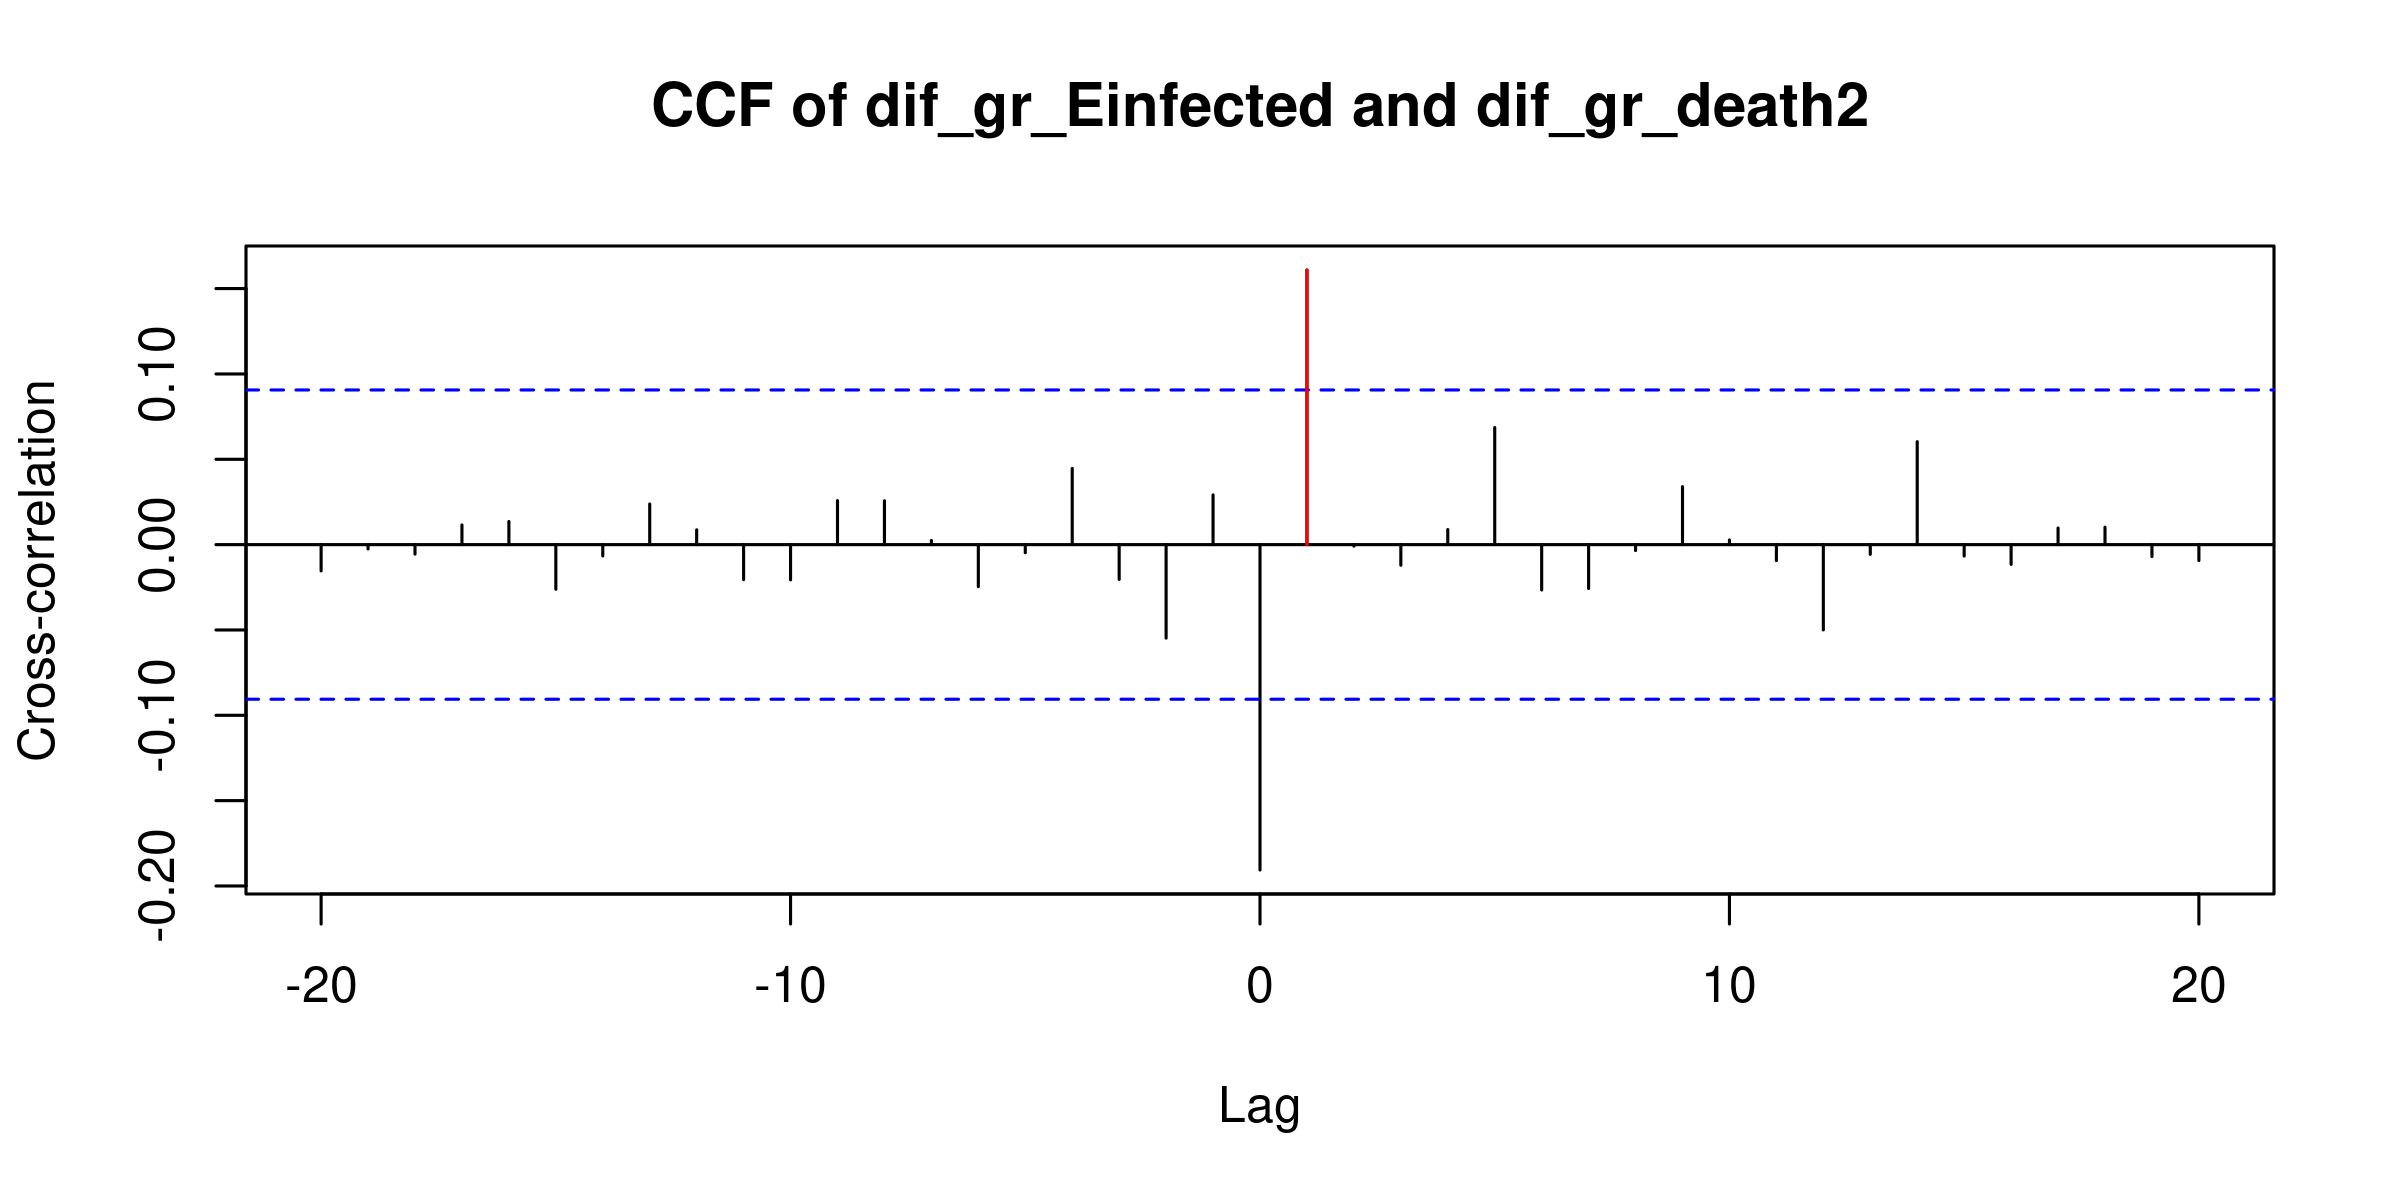 CCF of dif_gr_Einfected and dif_gr_death2
Cross-correlation
0.10
0.00
-0.10
-0.20
-20 -10 0 10 20
Lag